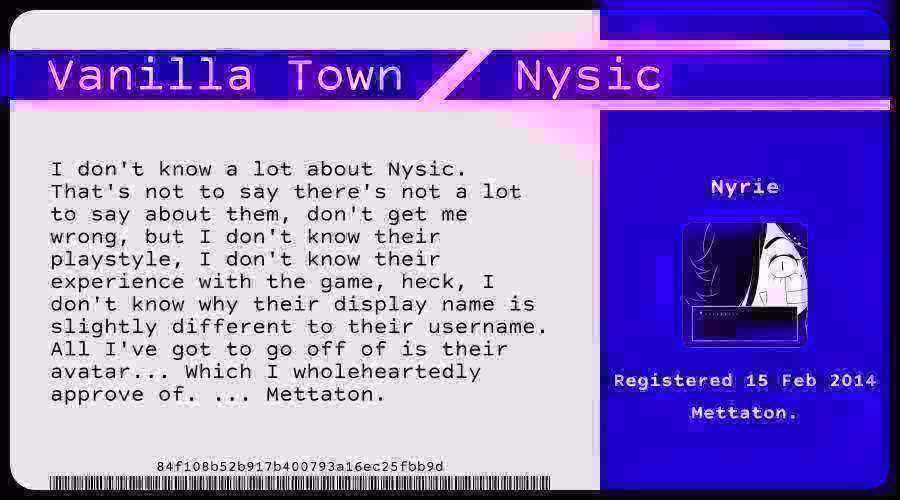 Vanilla Town / Nysic
I don't know a lot about Nysic.
That's not to say there's not a lot
to say about them, don't get me
wrong, but I don't know their
playstyle, I don't know their
experience with the game, heck, I
don't know why their display name is
slightly different to their username.
All I've got to go off of is their
avatar... Which I wholeheartedly
approve of. ... Mettaton.
84f108b52b917b400793a16ec25fbb9d
Nyrie
Registered 15 Feb 2014
Mettaton.